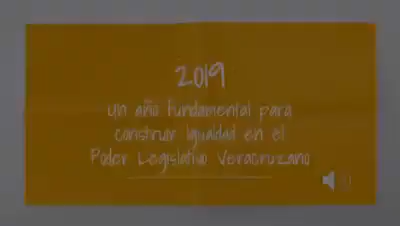 2019
Un año fundamental para
construir igualdad en el
Poder Legislativo Veracruzano